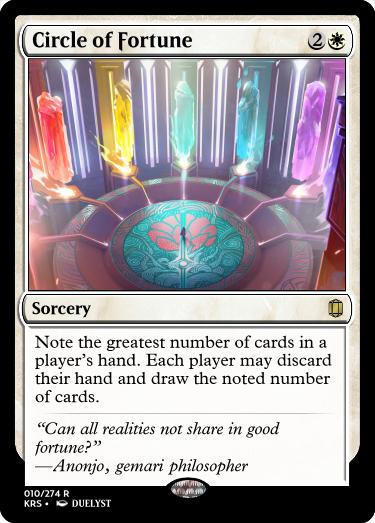 Circle of Fortune 2
Sorcery
Note the greatest number of cards in a
player's hand. Each player may discard
their hand and draw the noted number
of cards.
“Can all realities not share in good
fortune?”
—Anonjo, gemari philosopher
010/274 R
KRS • DUELYST